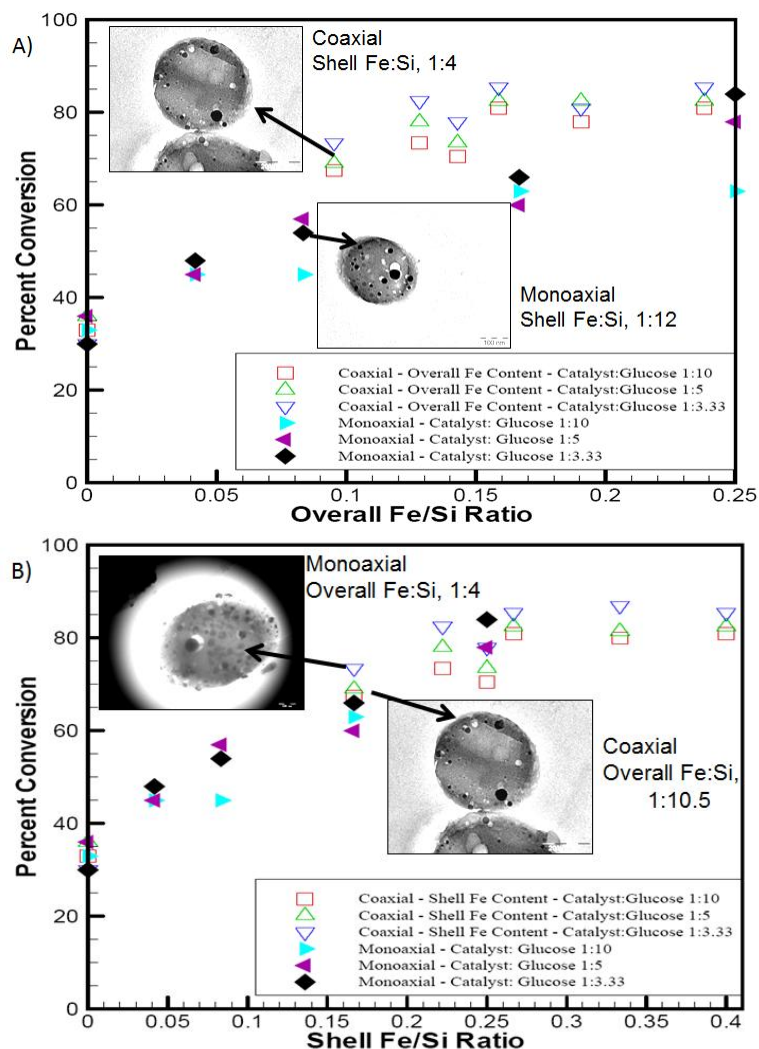 A)
100
80
60
40
20
0
Percent Conversion
Coaxial
Shell Fe:Si, 1:4
Monoaxial
Shell Fe:Si, 1:12
100 nm
Coaxial - Overall Fe Content - Catalyst:Glucose 1:10
Coaxial - Overall Fe Content - Catalyst:Glucose 1:5
Coaxial - Overall Fe Content - Catalyst:Glucose 1:3.33
Monoaxial - Catalyst: Glucose 1:10
Monoaxial - Catalyst: Glucose 1:5
Monoaxial - Catalyst: Glucose 1:3.33
0 0.05 0.1 0.15 0.2 0.25
Overall Fe/Si Ratio
B)
100
80
60
40
20
0
Percent Conversion
Monoaxial
Overall Fe:Si, 1:4
Coaxial
Overall Fe:Si,
1:10.5
Coaxial - Shell Fe Content - Catalyst:Glucose 1:10
Coaxial - Shell Fe Content - Catalyst:Glucose 1:5
Coaxial - Shell Fe Content - Catalyst:Glucose 1:3.33
Monoaxial - Catalyst: Glucose 1:10
Monoaxial - Catalyst: Glucose 1:5
Monoaxial - Catalyst: Glucose 1:3.33
0 0.05 0.1 0.15 0.2 0.25 0.3 0.35 0.4
Shell Fe/Si Ratio